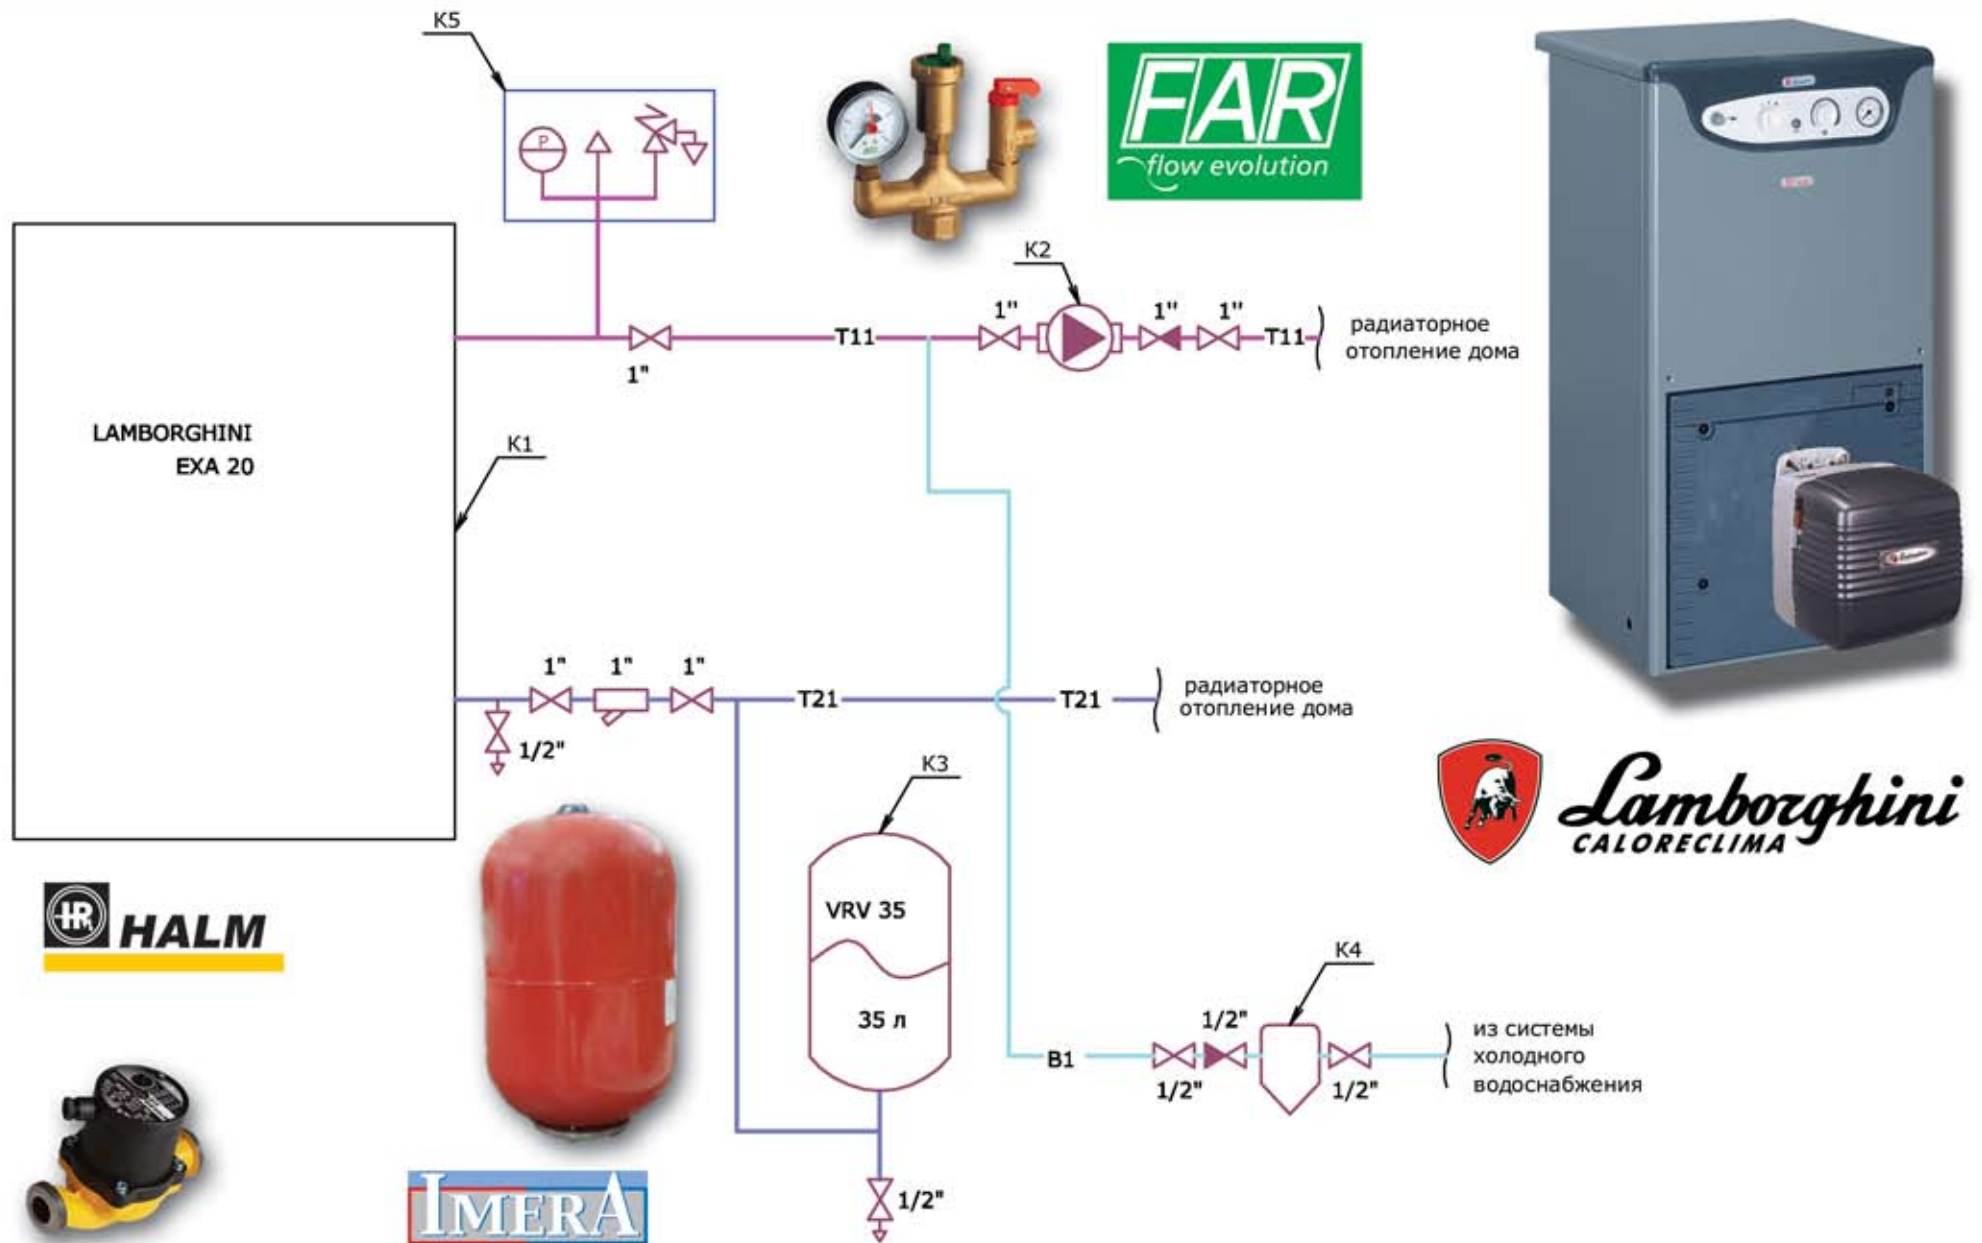 K5
P
FAR
flow evolution
K2
1"
1"
1"
T11
T11
радиаторное
отопление дома
1"
LAMBORGHINI
EXA 20
K1
1"
1"
1"
T21
T21
радиаторное
отопление дома
1/2"
K3
Lamborghini
CALORECLIMA
HALM
VRV 35
35 л
K4
1/2"
B1
1/2"
1/2"
из системы
холодного
водоснабжения
IMERA
1/2"